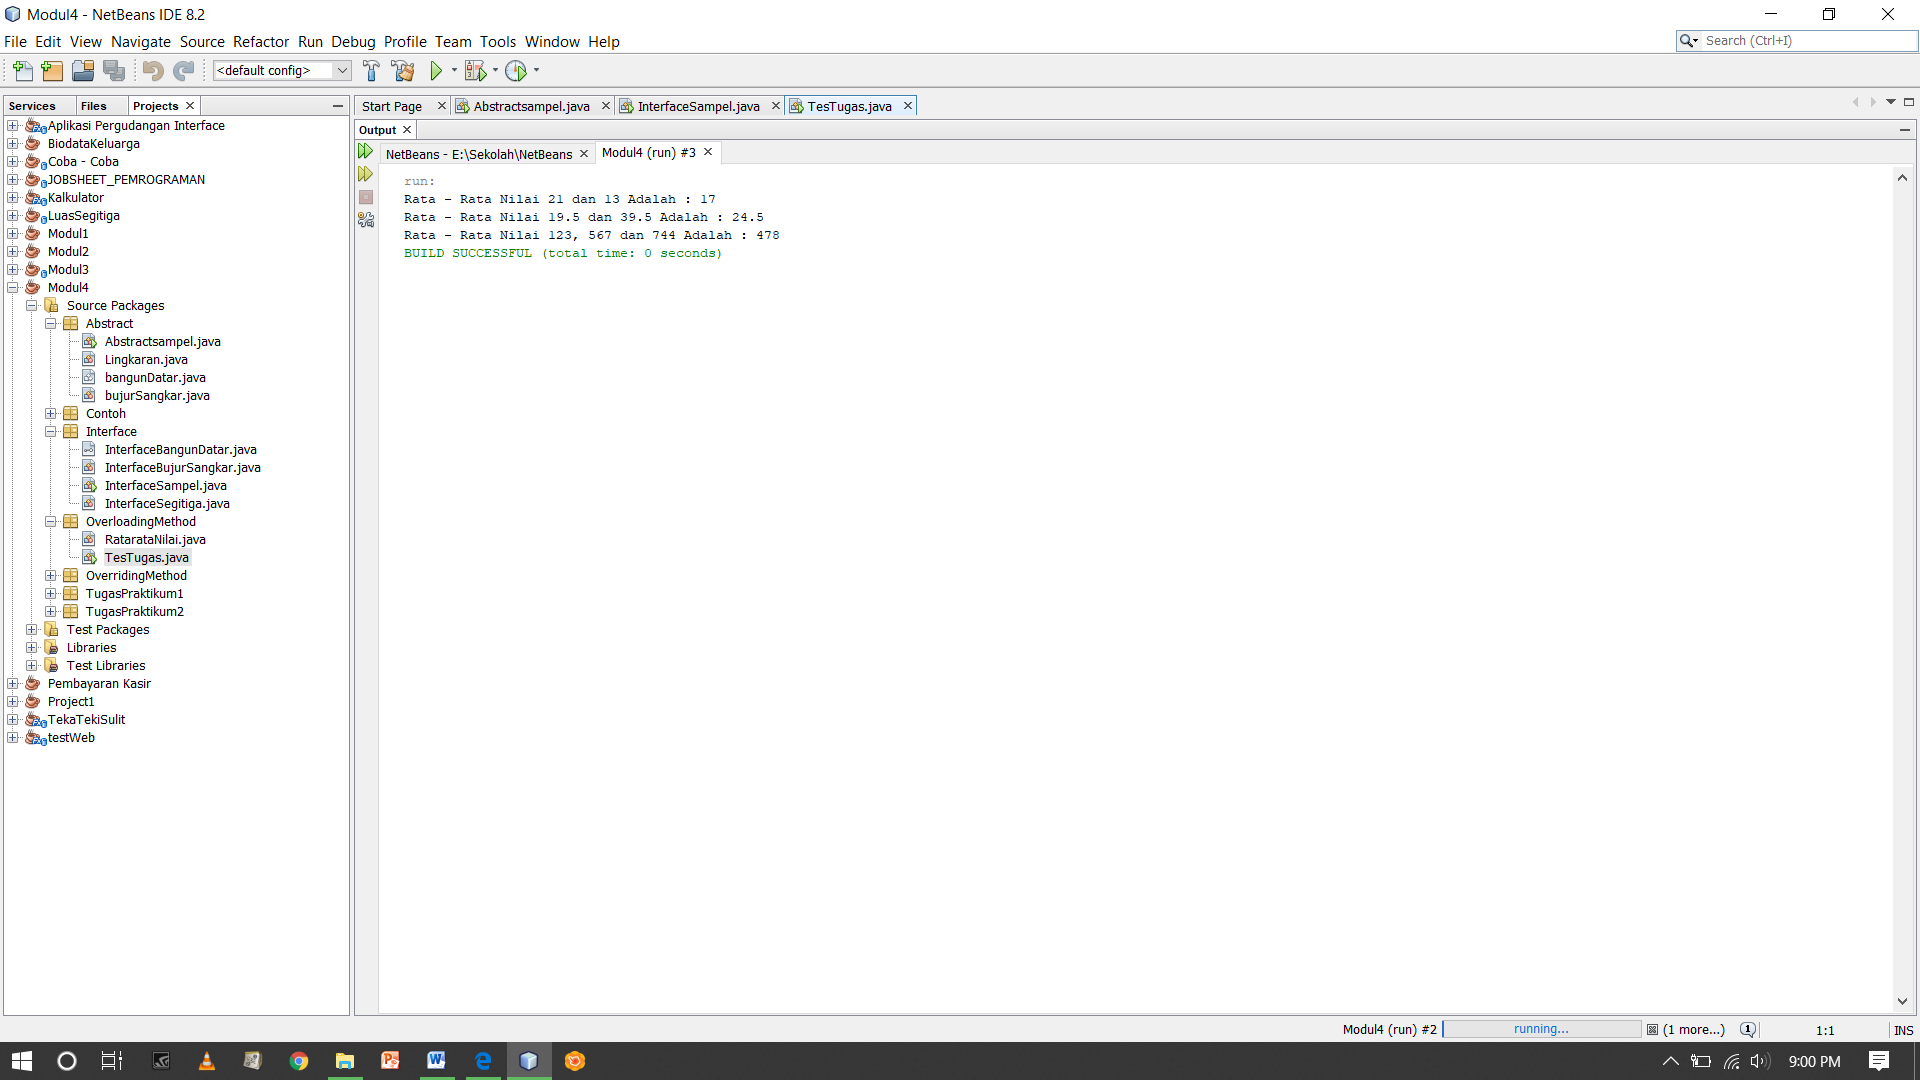 Modul4 - NetBeans IDE 8.2
File Edit View Navigate Source Refactor Run Debug Profile Team Tools Window Help
Search (Ctrl+I)
<default config>
Services Files Projects
Start Page Abstractsampel.java InterfaceSampel.java TesTugas.java
Aplikasi Pergudangan Interface
BiodataKeluarga
Coba - Coba
JOBSHEET_PEMROGRAMAN
Kalkulator
LuasSegitiga
Modul1
Modul2
Modul3
Modul4
Source Packages
Abstract
Abstractsampel.java
Lingkaran.java
bangunDatar.java
bujurSangkar.java
Contoh
Interface
InterfaceBangunDatar.java
InterfaceBujurSangkar.java
InterfaceSampel.java
InterfaceSegitiga.java
OverloadingMethod
RatarataNilai.java
TesTugas.java
OverridingMethod
TugasPraktikum1
TugasPraktikum2
Test Packages
Libraries
Test Libraries
Pembayaran Kasir
Project1
TekaTekiSulit
testWeb
Output
NetBeans - E:\Sekolah\NetBeans Modul4 (run) #3
run:
Rata - Rata Nilai 21 dan 13 Adalah : 17
Rata - Rata Nilai 19.5 dan 39.5 Adalah : 24.5
Rata - Rata Nilai 123, 567 dan 744 Adalah : 478
BUILD SUCCESSFUL (total time: 0 seconds)
Modul4 (run) #2 running... (1 more...) 1:1 INS
9:00 PM